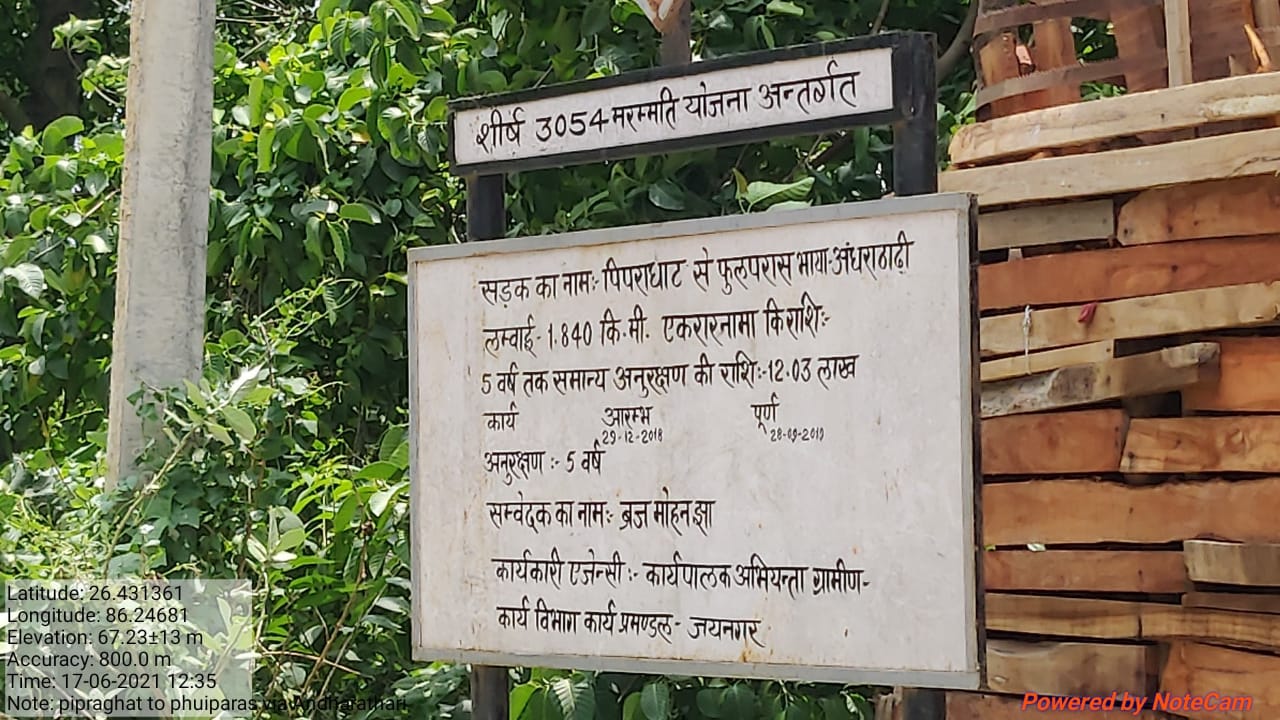 शीर्ष 3054 मरम्मति योजना अन्तर्गत
सड़क का नामः- पिपराघाट से फुलपरास भाया अंधराठाढ़ी
लम्वाई- 1.840 कि.मी. एकरारनामा कि राशिः-
5 वर्ष तक समान्य अनुरक्षण की राशिः-12.03 लाख
कार्य आरम्भ पूर्ण
29-12-2018 28-09-2019
अनुरक्षण :- 5 वर्ष
सम्वेदक का नामः- ब्रज मोहन झा
कार्यकारी एजेन्सी :- कार्यपालक अभियन्ता ग्रामीण-
कार्य विभाग कार्य प्रमण्डल- जयनगर
Latitude: 26.431361
Longitude: 86.24681
Elevation: 67.23±13 m
Accuracy: 800.0 m
Time: 17-06-2021 12:35
Note: pipraghat to phuiparas via Andharathari
Powered by NoteCam